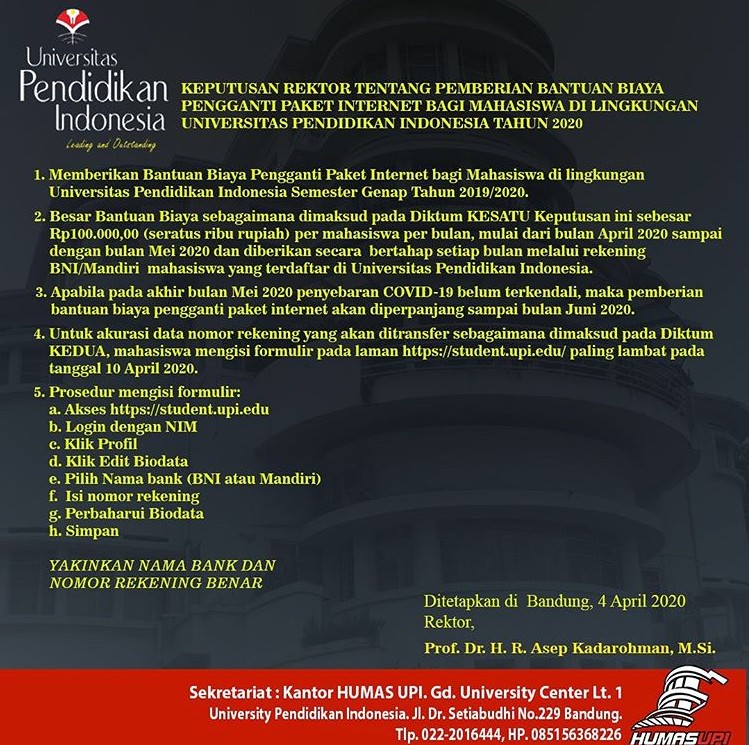 Universitas
Pendidikan
Indonesia
Leading and Outstanding
KEPUTUSAN REKTOR TENTANG PEMBERIAN BANTUAN BIAYA
PENGGANTI PAKET INTERNET BAGI MAHASISWA DI LINGKUNGAN
UNIVERSITAS PENDIDIKAN INDONESIA TAHUN 2020
1. Memberikan Bantuan Biaya Pengganti Paket Internet bagi Mahasiswa di lingkungan
Universitas Pendidikan Indonesia Semester Genap Tahun 2019/2020.
2. Besar Bantuan Biaya sebagaimana dimaksud pada Diktum KESATU Keputusan ini sebesar
Rp100.000,00 (seratus ribu rupiah) per mahasiswa per bulan, mulai dari bulan April 2020 sampai
dengan bulan Mei 2020 dan diberikan secara bertahap setiap bulan melalui rekening
BNI/Mandiri mahasiswa yang terdaftar di Universitas Pendidikan Indonesia.
3. Apabila pada akhir bulan Mei 2020 penyebaran COVID-19 belum terkendali, maka pemberian
bantuan biaya pengganti paket internet akan diperpanjang sampai bulan Juni 2020.
4. Untuk akurasi data nomor rekening yang akan ditransfer sebagaimana dimaksud pada Diktum
KEDUA, mahasiswa mengisi formulir pada laman https://student.upi.edu/ paling lambat pada
tanggal 10 April 2020.
5. Prosedur mengisi formulir:
a. Akses https://student.upi.edu
b. Login dengan NIM
c. Klik Profil
d. Klik Edit Biodata
e. Pilih Nama bank (BNI atau Mandiri)
f. Isi nomor rekening
g. Perbaharui Biodata
h. Simpan
YAKINKAN NAMA BANK DAN
NOMOR REKENING BENAR
Ditetapkan di Bandung, 4 April 2020
Rektor,
Prof. Dr. H. R. Asep Kadarohman, M.Si.
Sekretariat : Kantor HUMAS UPI. Gd. University Center Lt. 1
University Pendidikan Indonesia. Jl. Dr. Setiabudhi No.229 Bandung.
Tlp. 022-2016444, HP. 085156368226
HUMAS UPI